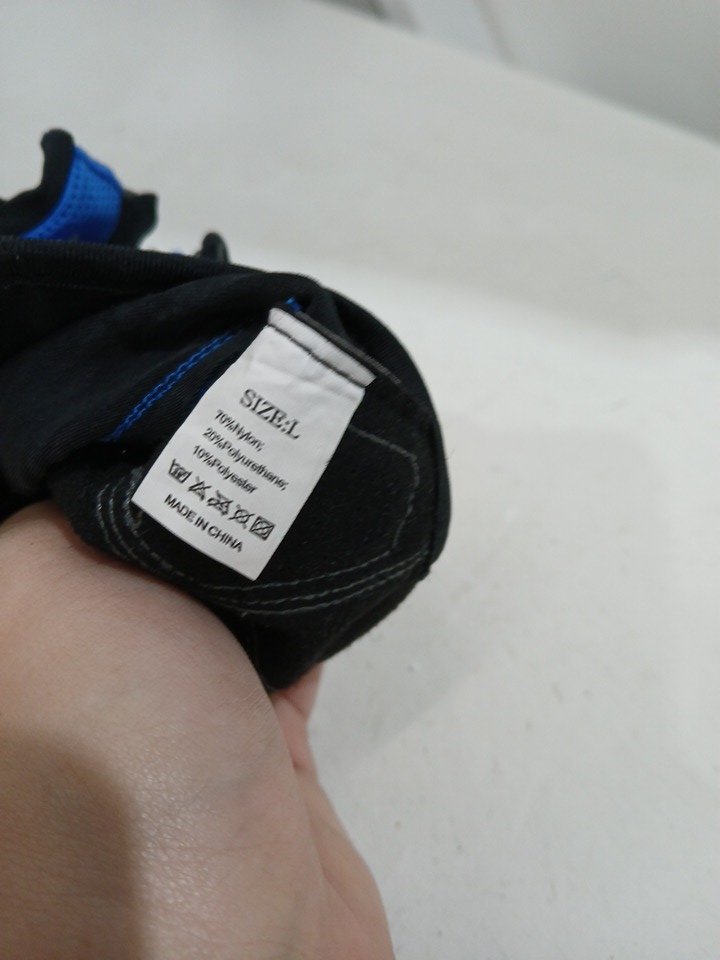 SIZE:L
70%Nylon;
20%Polyurethane;
10%Polyester
MADE IN CHINA